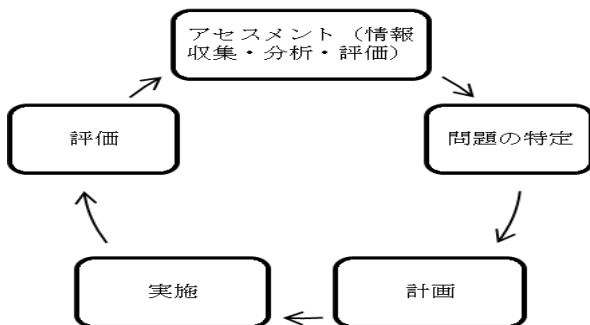 アセスメント（情報
収集・分析・評価）
問題の特定
計画
実施
評価